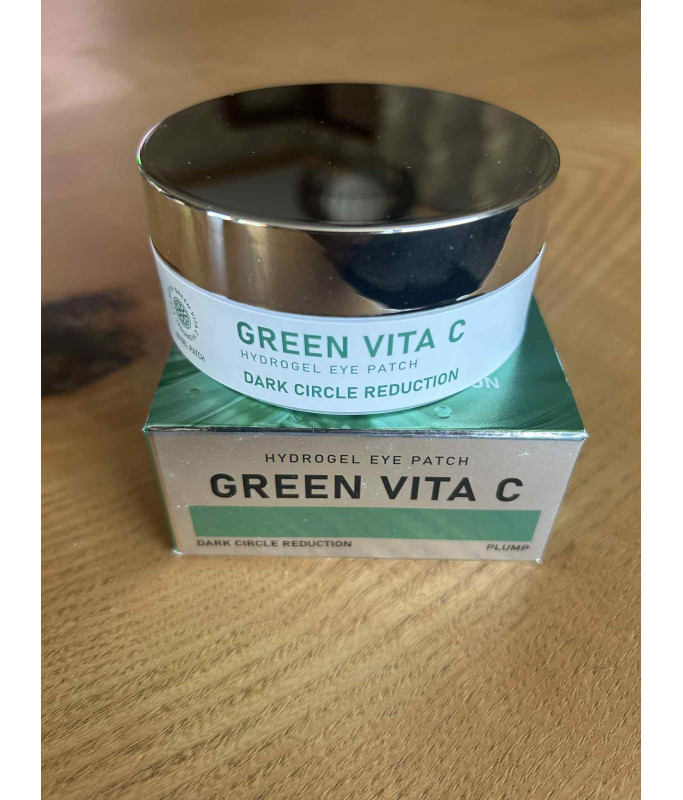 GREEN VITA C
HYDROGEL EYE PATCH
DARK CIRCLE REDUCTION
HYDROGEL EYE PATCH
GREEN VITA C
DARK CIRCLE REDUCTION
PLUMP